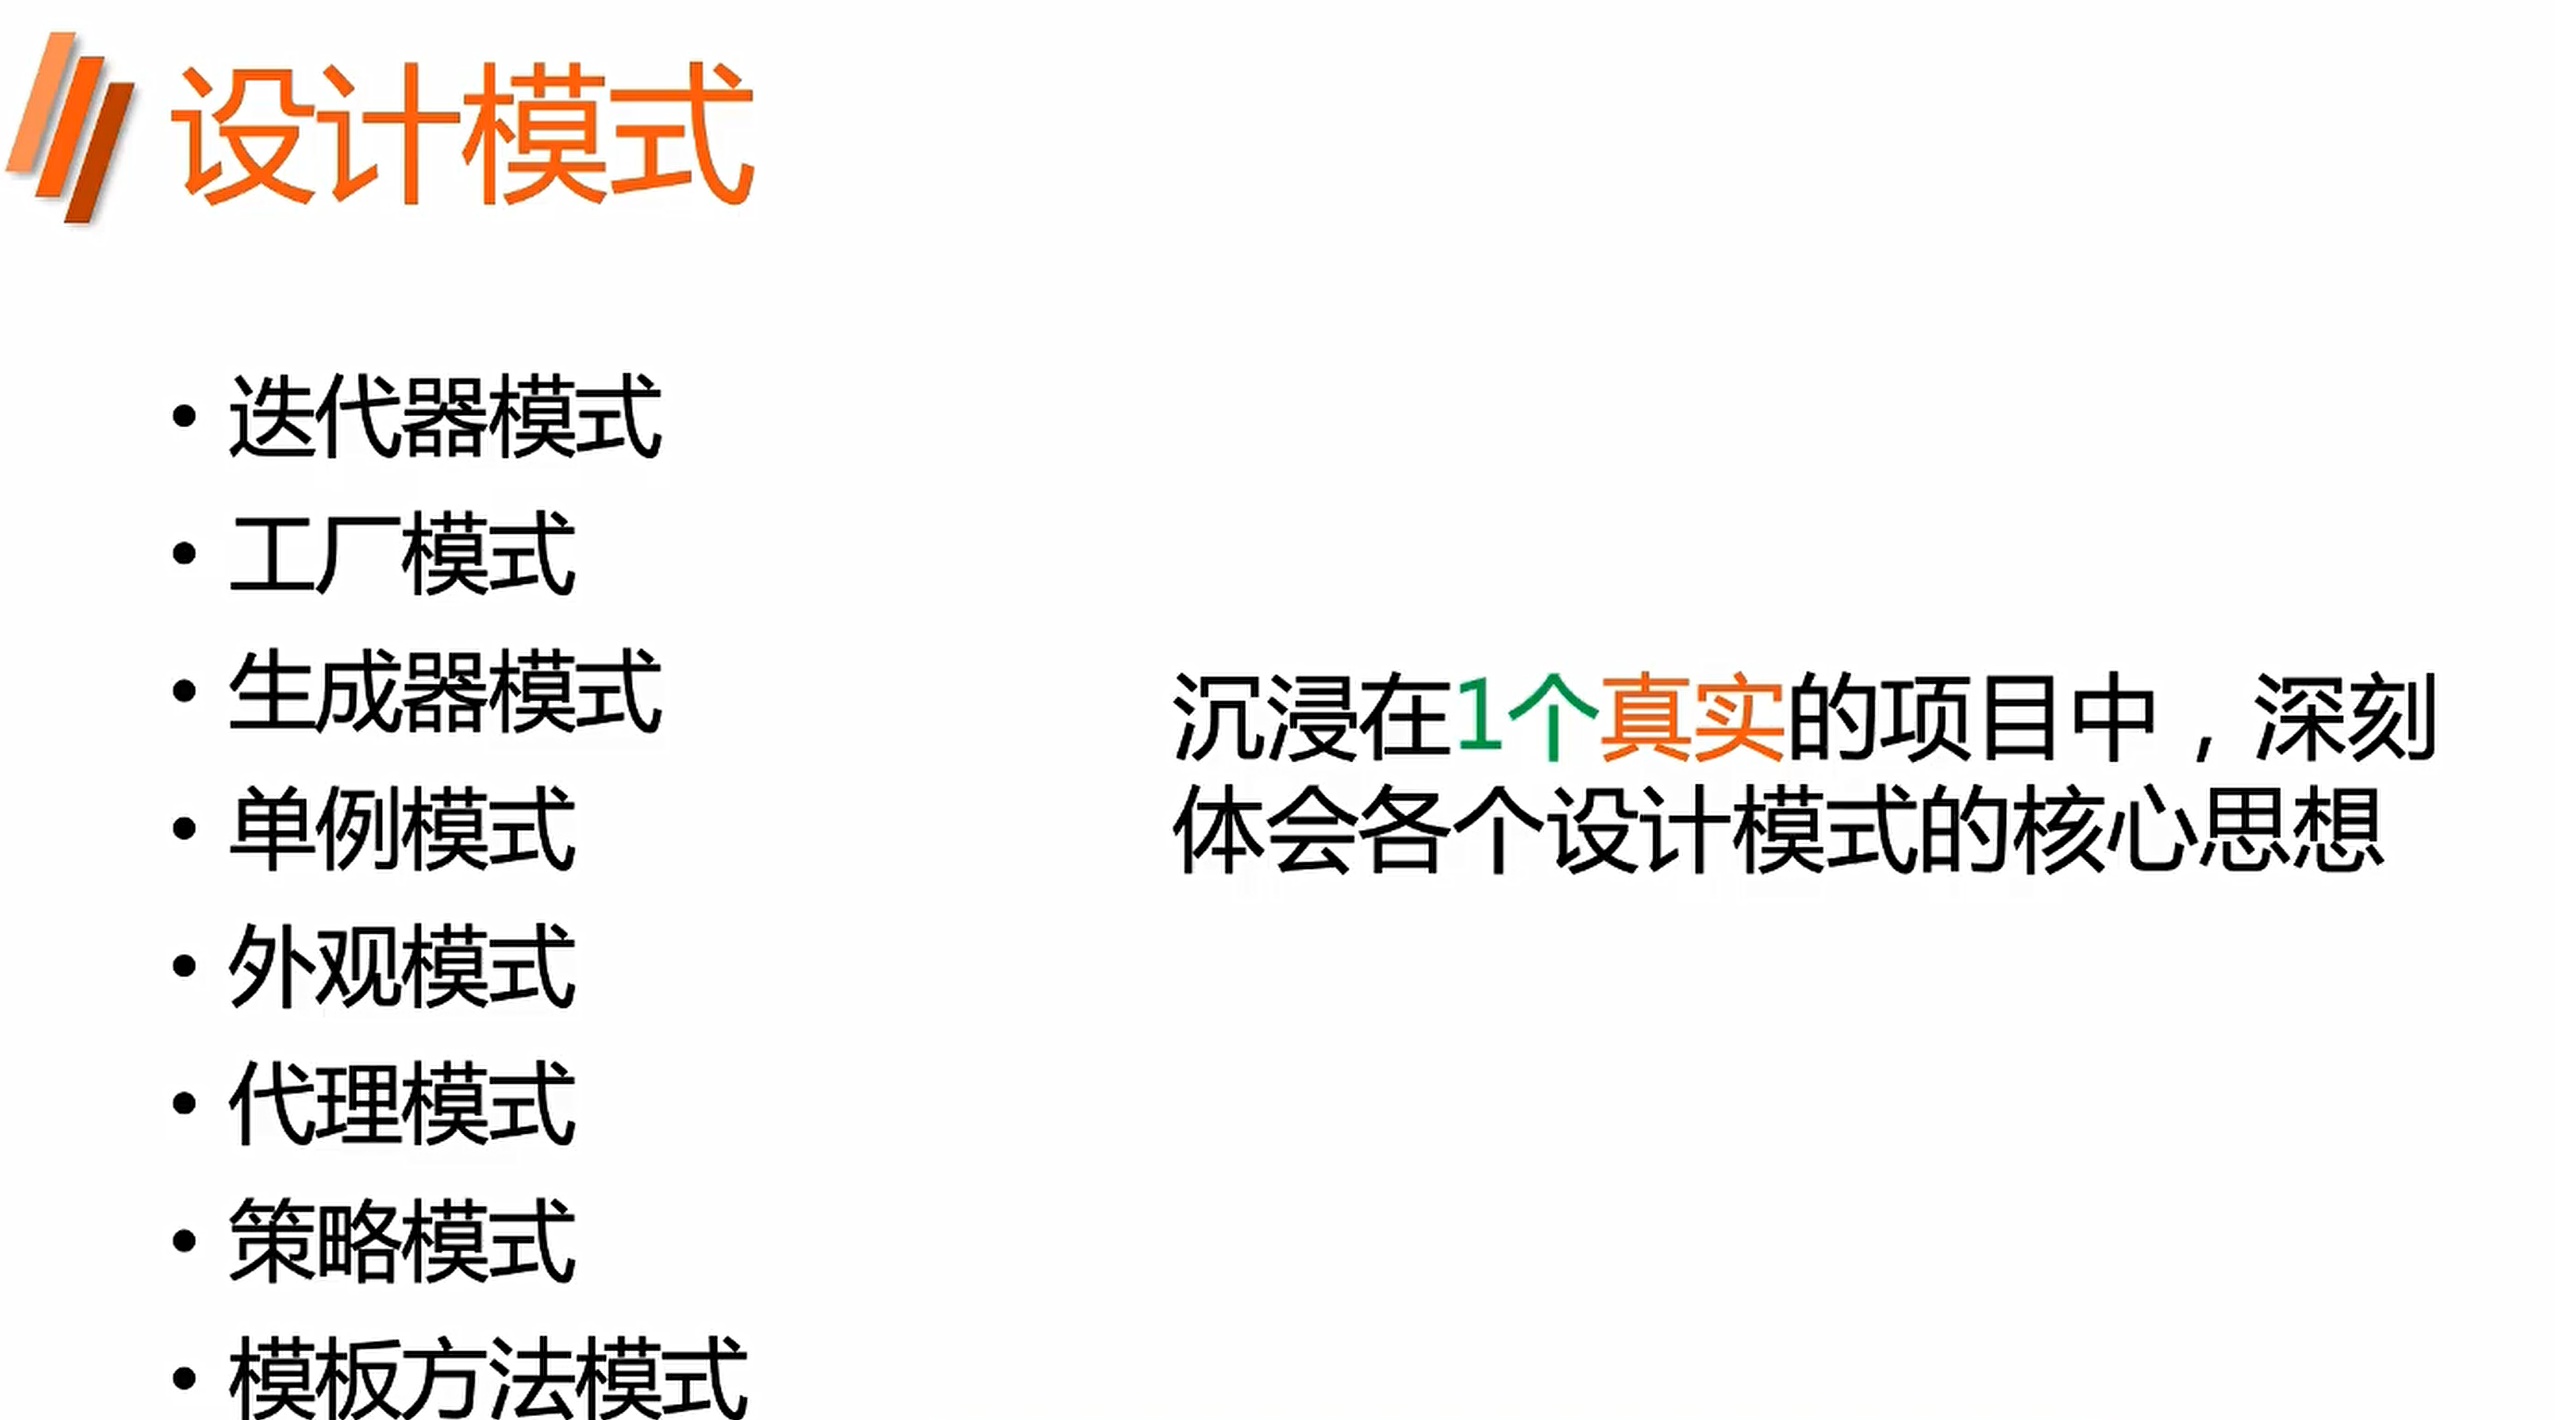 设计模式
• 迭代器模式
• 工厂模式
• 生成器模式
• 单例模式
• 外观模式
• 代理模式
• 策略模式
• 模板方法模式
沉浸在1个真实的项目中，深刻
体会各个设计模式的核心思想